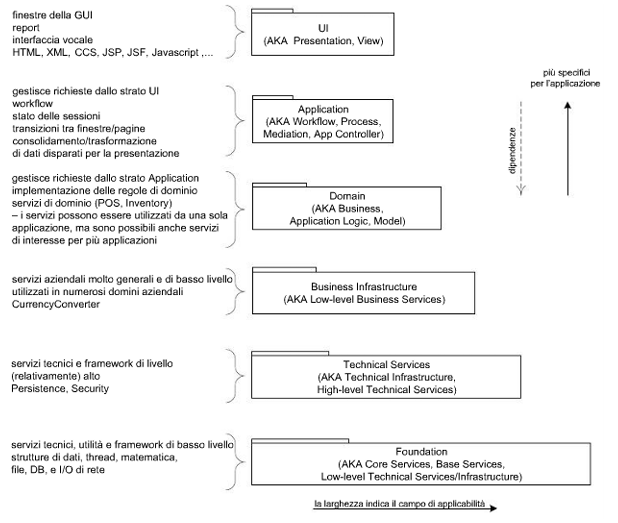 finestre della GUI
report
interfaccia vocale
HTML, XML, CCS, JSP, JSF, Javascript ,...
UI
(AKA Presentation, View)
più specifici
per l'applicazione
gestisce richieste dallo strato UI
workflow
stato delle sessioni
transizioni tra finestre/pagine
consolidamento/trasformazione
di dati disparati per la presentazione
Application
(AKA Workflow, Process,
Mediation, App Controller)
dipendenze
gestisce richieste dallo strato Application
implementazione delle regole di dominio
servizi di dominio (POS, Inventory)
– i servizi possono essere utilizzati da una sola
applicazione, ma sono possibili anche servizi
di interesse per più applicazioni
Domain
(AKA Business,
Application Logic, Model)
servizi aziendali molto generali e di basso livello
utilizzati in numerosi domini aziendali
CurrencyConverter
Business Infrastructure
(AKA Low-level Business Services)
servizi tecnici e framework di livello
(relativamente) alto
Persistence, Security
Technical Services
(AKA Technical Infrastructure,
High-level Technical Services)
servizi tecnici, utilità e framework di basso livello
strutture di dati, thread, matematica,
file, DB, e I/O di rete
Foundation
(AKA Core Services, Base Services,
Low-level Technical Services/Infrastructure)
la larghezza indica il campo di applicabilità